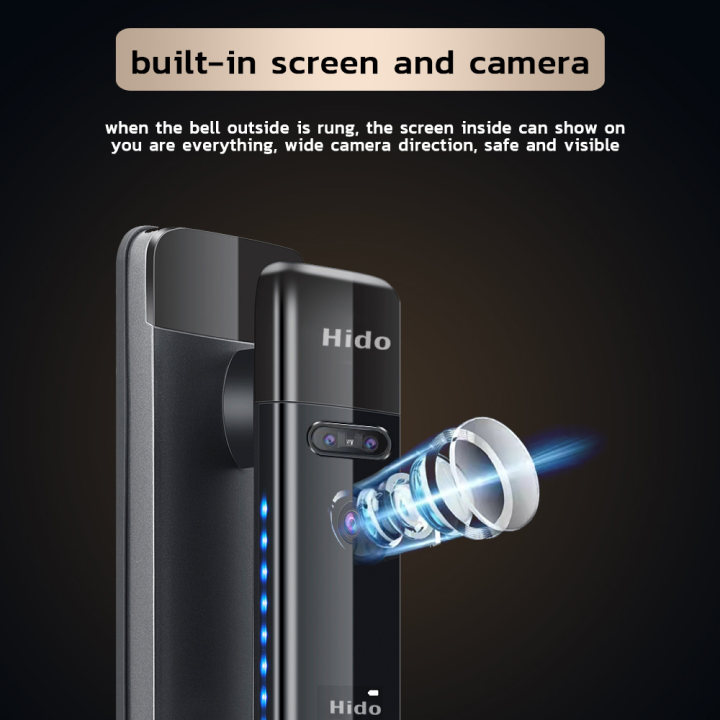 built-in screen and camera
when the bell outside is rung, the screen inside can show on
you are everything, wide camera direction, safe and visible
Hido
Hido